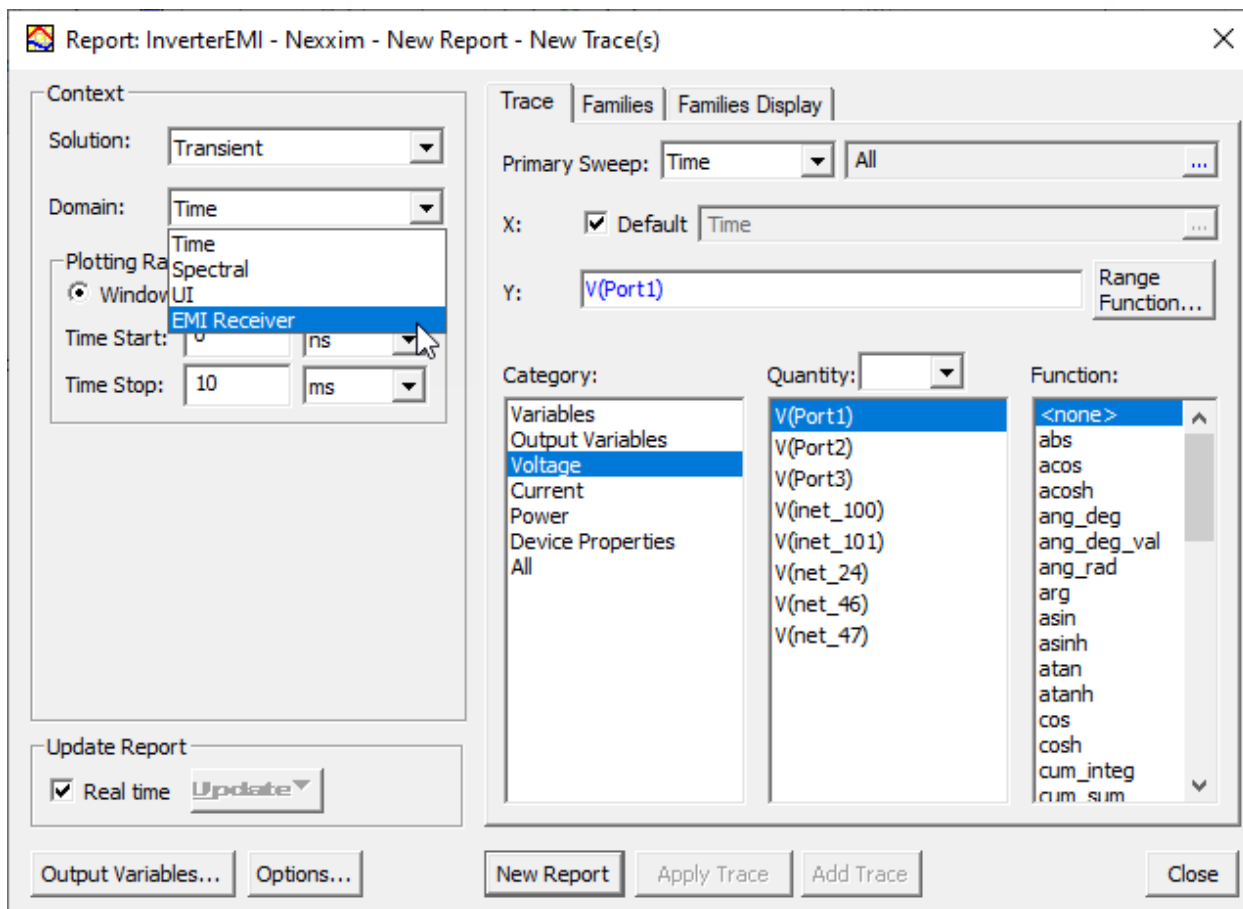 Report: InverterEMI - Nexxim - New Report - New Trace(s)
Context
Solution: Transient
Domain: Time
Time
Spectral
UI
EMI Receiver
Plotting Ra
Window
Time Start: 0 ns
Time Stop: 10 ms
Update Report
Real time Update
Output Variables... Options...
Trace Families Families Display
Primary Sweep: Time All ...
X: Default Time ...
Y: V(Port1) Range Function...
Category:
Variables
Output Variables
Voltage
Current
Power
Device Properties
All
Quantity:
V(Port1)
V(Port2)
V(Port3)
V(inet_100)
V(inet_101)
V(net_24)
V(net_46)
V(net_47)
Function:
<none>
abs
acos
acosh
ang_deg
ang_deg_val
ang_rad
arg
asin
asinh
atan
atanh
cos
cosh
cum_integ
cum_sum
New Report Apply Trace Add Trace Close